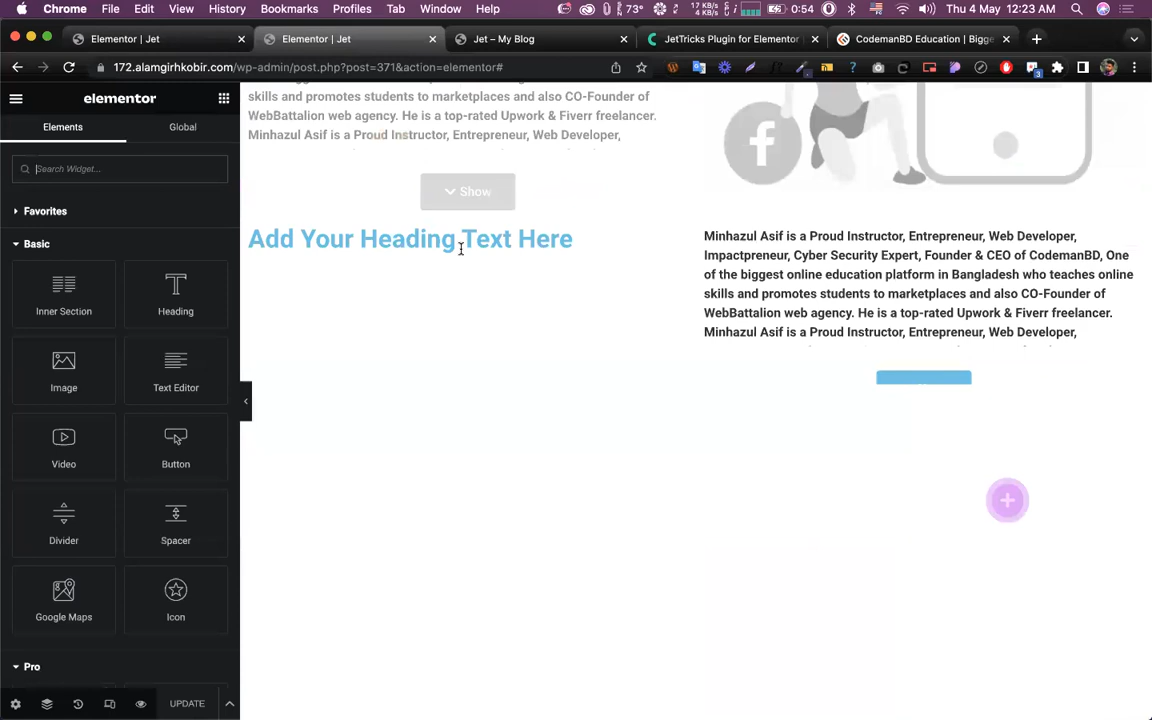 Chrome File Edit View History Bookmarks Profiles Tab Window Help
73°
17 KB/s
4 KB/s
0:54
Thu 4 May 12:23 AM
Elementor | Jet
Elementor | Jet
Jet – My Blog
JetTricks Plugin for Elementor
CodemanBD Education | Bigge
172.alamgirhkobir.com/wp-admin/post.php?post=371&action=elementor#
3
elementor
Elements
Global
Search Widget...
Favorites
Basic
Inner Section
Heading
Image
Text Editor
Video
Button
Divider
Spacer
Google Maps
Icon
Pro
UPDATE
skills and promotes students to marketplaces and also CO-Founder of
WebBattalion web agency. He is a top-rated Upwork & Fiverr freelancer.
Minhazul Asif is a Proud Instructor, Entrepreneur, Web Developer,
Show
Add Your Heading Text Here
Minhazul Asif is a Proud Instructor, Entrepreneur, Web Developer,
Impactpreneur, Cyber Security Expert, Founder & CEO of CodemanBD, One
of the biggest online education platform in Bangladesh who teaches online
skills and promotes students to marketplaces and also CO-Founder of
WebBattalion web agency. He is a top-rated Upwork & Fiverr freelancer.
Minhazul Asif is a Proud Instructor, Entrepreneur, Web Developer,